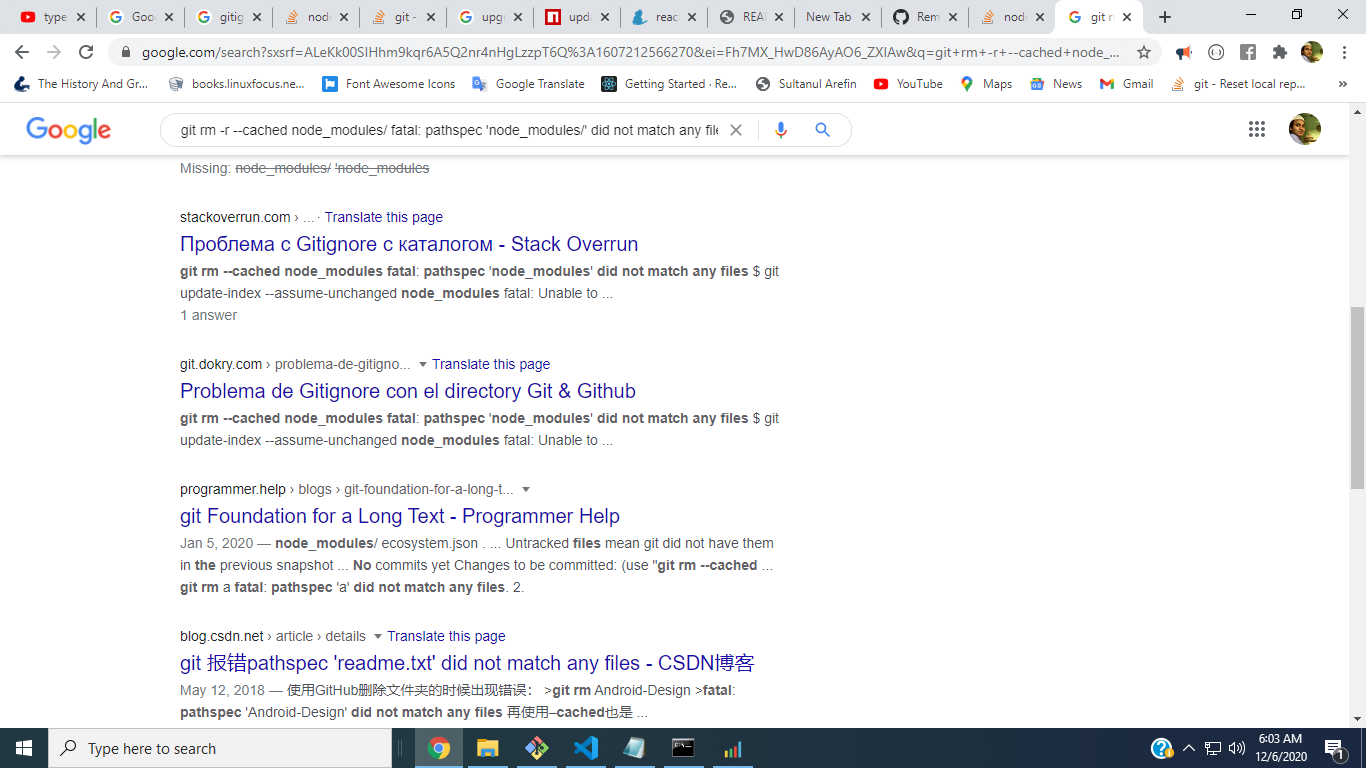 type
Goo
gitig
node
git -
upgr
upda
reac
REA
New Tab
Rem
node
git r
google.com/search?sxsrf=ALeKk00SIHhm9kqr6A5Q2nr4nHgLzzpT6Q%3A1607212566270&ei=Fh7MX_HwD86AyAO6_ZXIAw&q=git+rm+-r+--cached+node_...
The History And Gr...
books.linuxfocus.ne...
Font Awesome Icons
Google Translate
Getting Started · Re...
Sultanul Arefin
YouTube
Maps
News
Gmail
git - Reset local rep...
»
Google
git rm -r --cached node_modules/ fatal: pathspec 'node_modules/' did not match any file
Missing: node_modules/ 'node_modules
stackoverrun.com › ... · Translate this page
Проблема с Gitignore с каталогом - Stack Overrun
git rm --cached node_modules fatal: pathspec 'node_modules' did not match any files $ git
update-index --assume-unchanged node_modules fatal: Unable to ...
1 answer
git.dokry.com › problema-de-gitigno... Translate this page
Problema de Gitignore con el directory Git & Github
git rm --cached node_modules fatal: pathspec 'node_modules' did not match any files $ git
update-index --assume-unchanged node_modules fatal: Unable to ...
programmer.help › blogs › git-foundation-for-a-long-t...
git Foundation for a Long Text - Programmer Help
Jan 5, 2020 — node_modules/ ecosystem.json . ... Untracked files mean git did not have them
in the previous snapshot ... No commits yet Changes to be committed: (use "git rm --cached ...
git rm a fatal: pathspec 'a' did not match any files. 2.
blog.csdn.net › article › details Translate this page
git 报错pathspec 'readme.txt' did not match any files - CSDN博客
May 12, 2018 — 使用GitHub删除文件夹的时候出现错误： >git rm Android-Design >fatal:
pathspec 'Android-Design' did not match any files 再使用–cached也是 ...
Type here to search
6:03 AM
12/6/2020
1